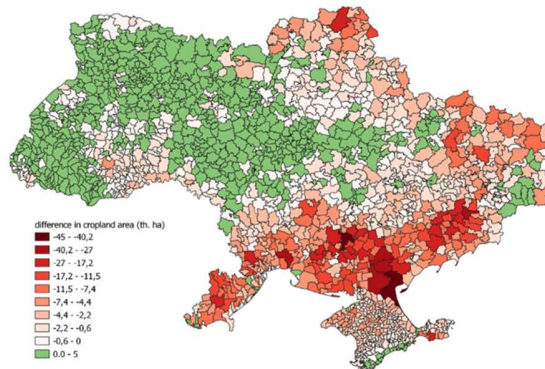 difference in cropland area (th. ha)
-45 - -40,2
-40,2 - -27
-27 - -17,2
-17,2 - -11,5
-11,5 - -7,4
-7,4 - -4,4
-4,4 - -2,2
-2,2 - -0,6
-0,6 - 0
0.0 - 5